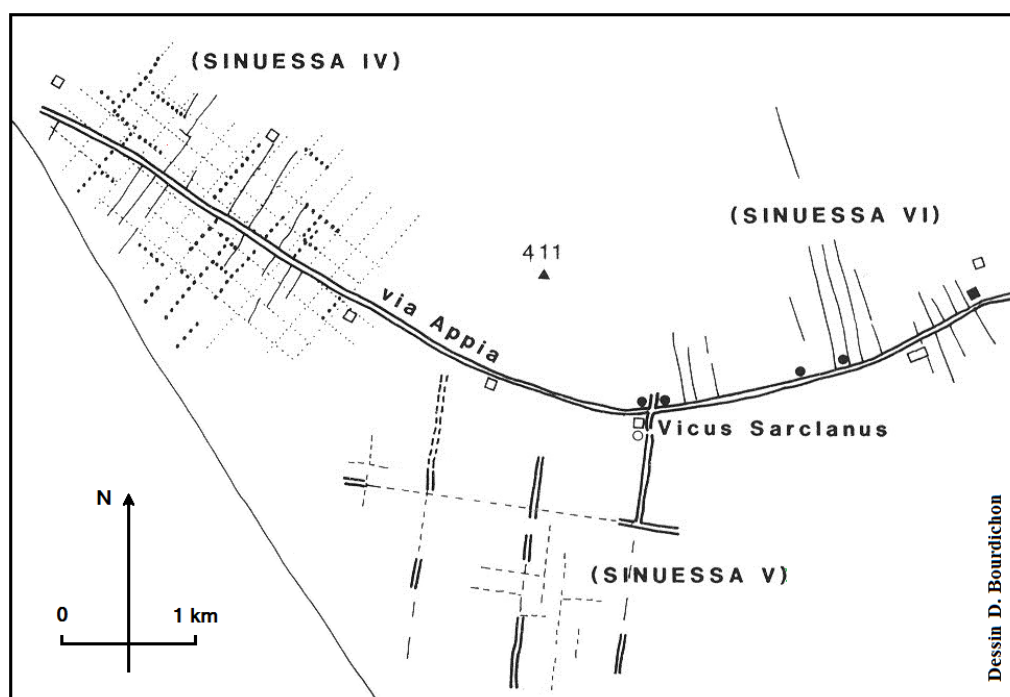 (SINUESSA IV)
(SINUESSA VI)
411
via Appia
Vicus Sarclanus
N
(SINUESSA V)
0 1 km
Dessin D. Bourdichon